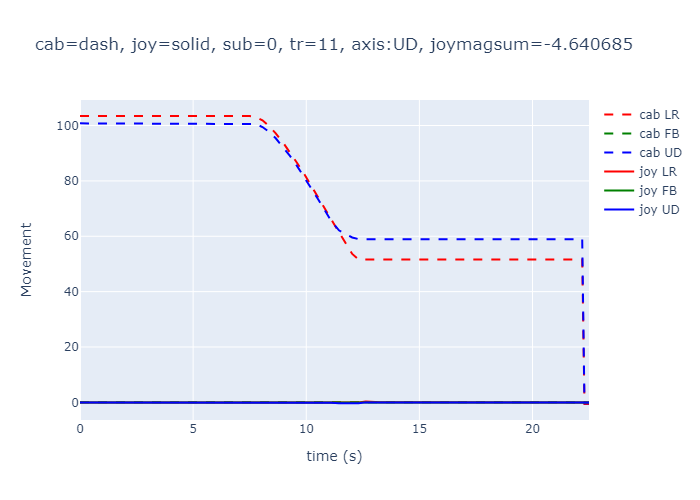 cab=dash, joy=solid, sub=0, tr=11, axis:UD, joymagsum=-4.640685
cab LR
cab FB
cab UD
joy LR
joy FB
joy UD
Movement
100
80
60
40
20
0
0 5 10 15 20
time (s)